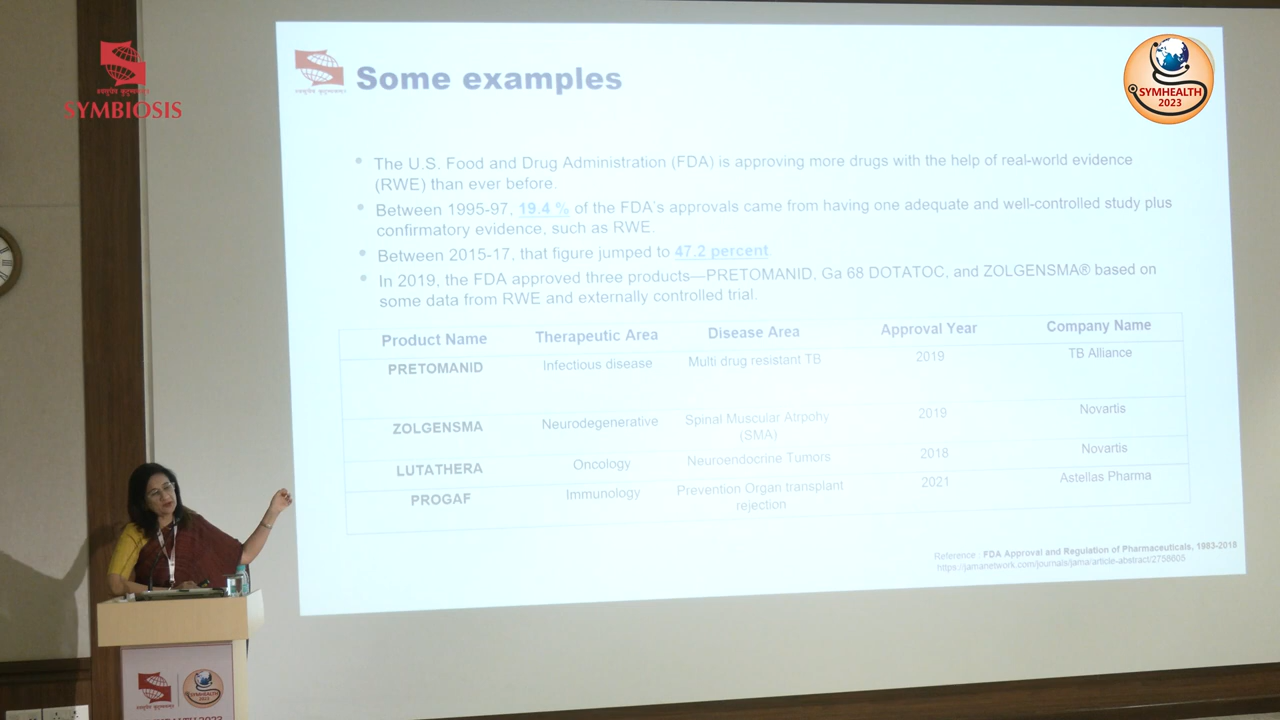 SYMBIOSIS
Some examples
SYMHEALTH
2023
• The U.S. Food and Drug Administration (FDA) is approving more drugs with the help of real-world evidence
(RWE) than ever before.
• Between 1995-97, 19.4 % of the FDA's approvals came from having one adequate and well-controlled study plus
confirmatory evidence, such as RWE.
• Between 2015-17, that figure jumped to 47.2 percent.
• In 2019, the FDA approved three products—PRETOMANID, Ga 68 DOTATOC, and ZOLGENSMA® based on
some data from RWE and externally controlled trial.
Product Name Therapeutic Area Disease Area Approval Year Company Name
PRETOMANID Infectious disease Multi drug resistant TB 2019 TB Alliance
ZOLGENSMA Neurodegenerative Spinal Muscular Atrpohy 2019 Novartis
(SMA)
LUTATHERA Oncology Neuroendocrine Tumors 2018 Novartis
PROGAF Immunology Prevention Organ transplant 2021 Astellas Pharma
rejection
Reference : FDA Approval and Regulation of Pharmaceuticals, 1983-2018
https://jamanetwork.com/journals/jama/article-abstract/2758605
SYMHEALTH
2023